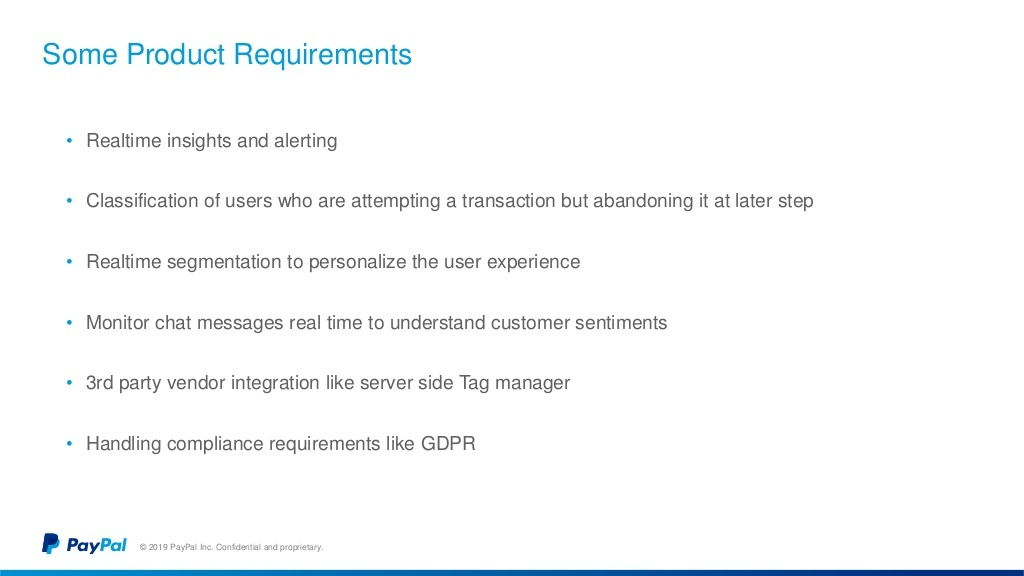 Some Product Requirements
• Realtime insights and alerting
• Classification of users who are attempting a transaction but abandoning it at later step
• Realtime segmentation to personalize the user experience
• Monitor chat messages real time to understand customer sentiments
• 3rd party vendor integration like server side Tag manager
• Handling compliance requirements like GDPR
PayPal © 2019 PayPal Inc. Confidential and proprietary.